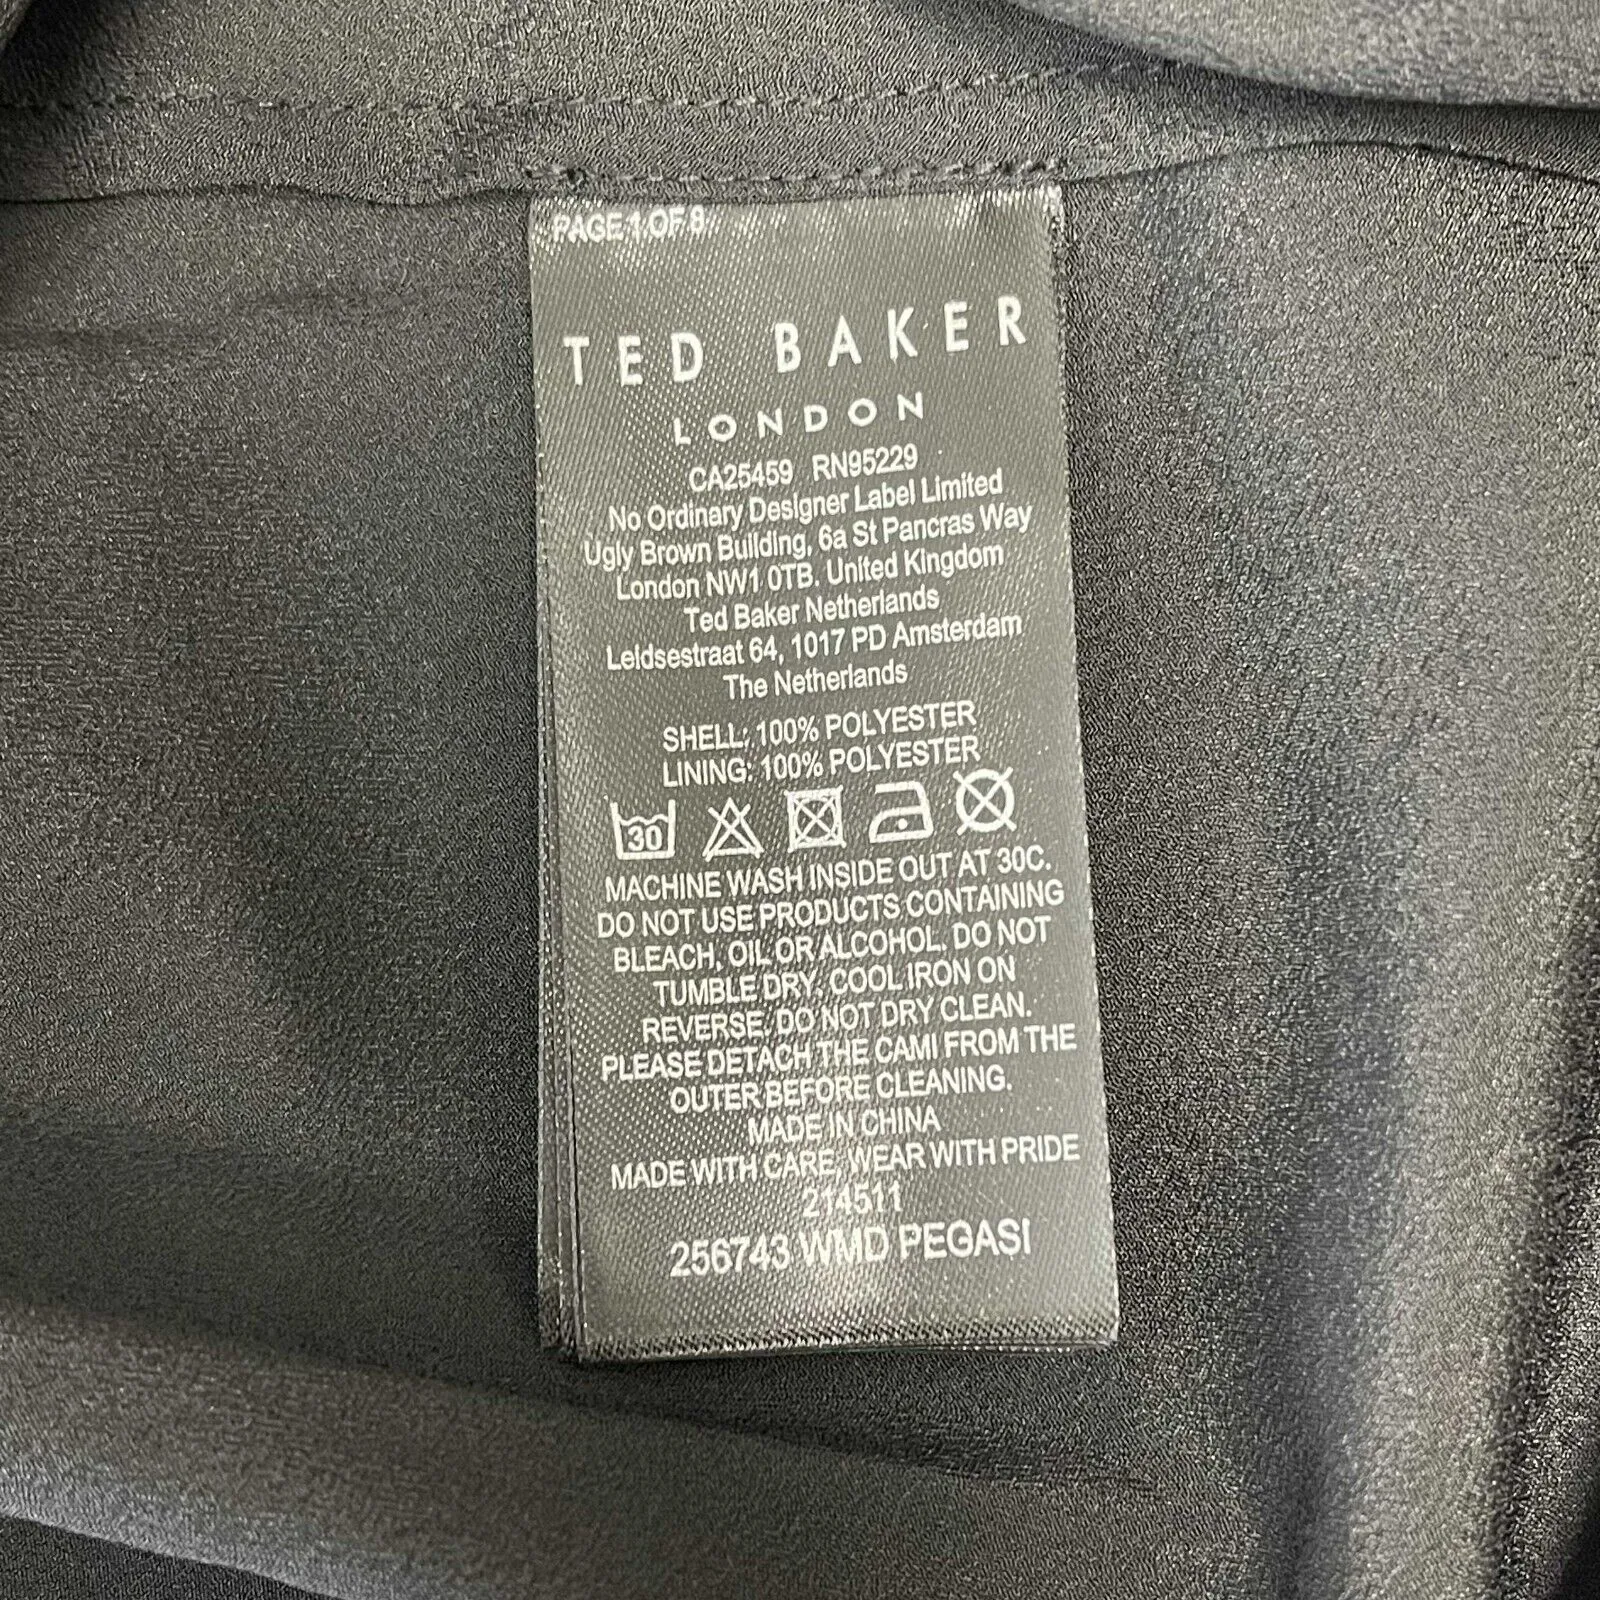 PAGE 1 OF 8
TED BAKER
LONDON
CA25459 RN95229
No Ordinary Designer Label Limited
Ugly Brown Building, 6a St Pancras Way
London NW1 0TB. United Kingdom
Ted Baker Netherlands
Leidsestraat 64, 1017 PD Amsterdam
The Netherlands
SHELL: 100% POLYESTER
LINING: 100% POLYESTER
30
MACHINE WASH INSIDE OUT AT 30C.
DO NOT USE PRODUCTS CONTAINING
BLEACH, OIL OR ALCOHOL. DO NOT
TUMBLE DRY. COOL IRON ON
REVERSE. DO NOT DRY CLEAN.
PLEASE DETACH THE CAMI FROM THE
OUTER BEFORE CLEANING.
MADE IN CHINA
MADE WITH CARE, WEAR WITH PRIDE
214511
256743 WMD PEGASI